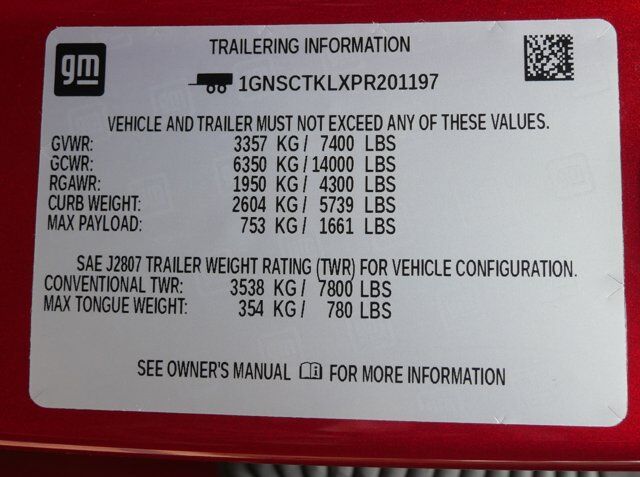 gm
TRAILERING INFORMATION
1GNSCTKLXPR201197
VEHICLE AND TRAILER MUST NOT EXCEED ANY OF THESE VALUES.
GVWR: 3357 KG / 7400 LBS
GCWR: 6350 KG / 14000 LBS
RGAWR: 1950 KG / 4300 LBS
CURB WEIGHT: 2604 KG / 5739 LBS
MAX PAYLOAD: 753 KG / 1661 LBS
SAE J2807 TRAILER WEIGHT RATING (TWR) FOR VEHICLE CONFIGURATION.
CONVENTIONAL TWR: 3538 KG / 7800 LBS
MAX TONGUE WEIGHT: 354 KG / 780 LBS
SEE OWNER'S MANUAL FOR MORE INFORMATION